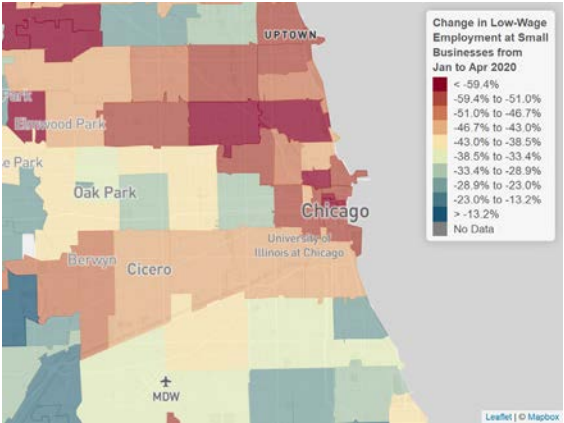 UPTOWN
Park
Elmwood Park
se Park
Oak Park
Chicago
University of
Illinois at Chicago
Berwyn
Cicero
MDW
Change in Low-Wage
Employment at Small
Businesses from
Jan to Apr 2020
< -59.4%
-59.4% to -51.0%
-51.0% to -46.7%
-46.7% to -43.0%
-43.0% to -38.5%
-38.5% to -33.4%
-33.4% to -28.9%
-28.9% to -23.0%
-23.0% to -13.2%
> -13.2%
No Data
Leaflet | © Mapbox